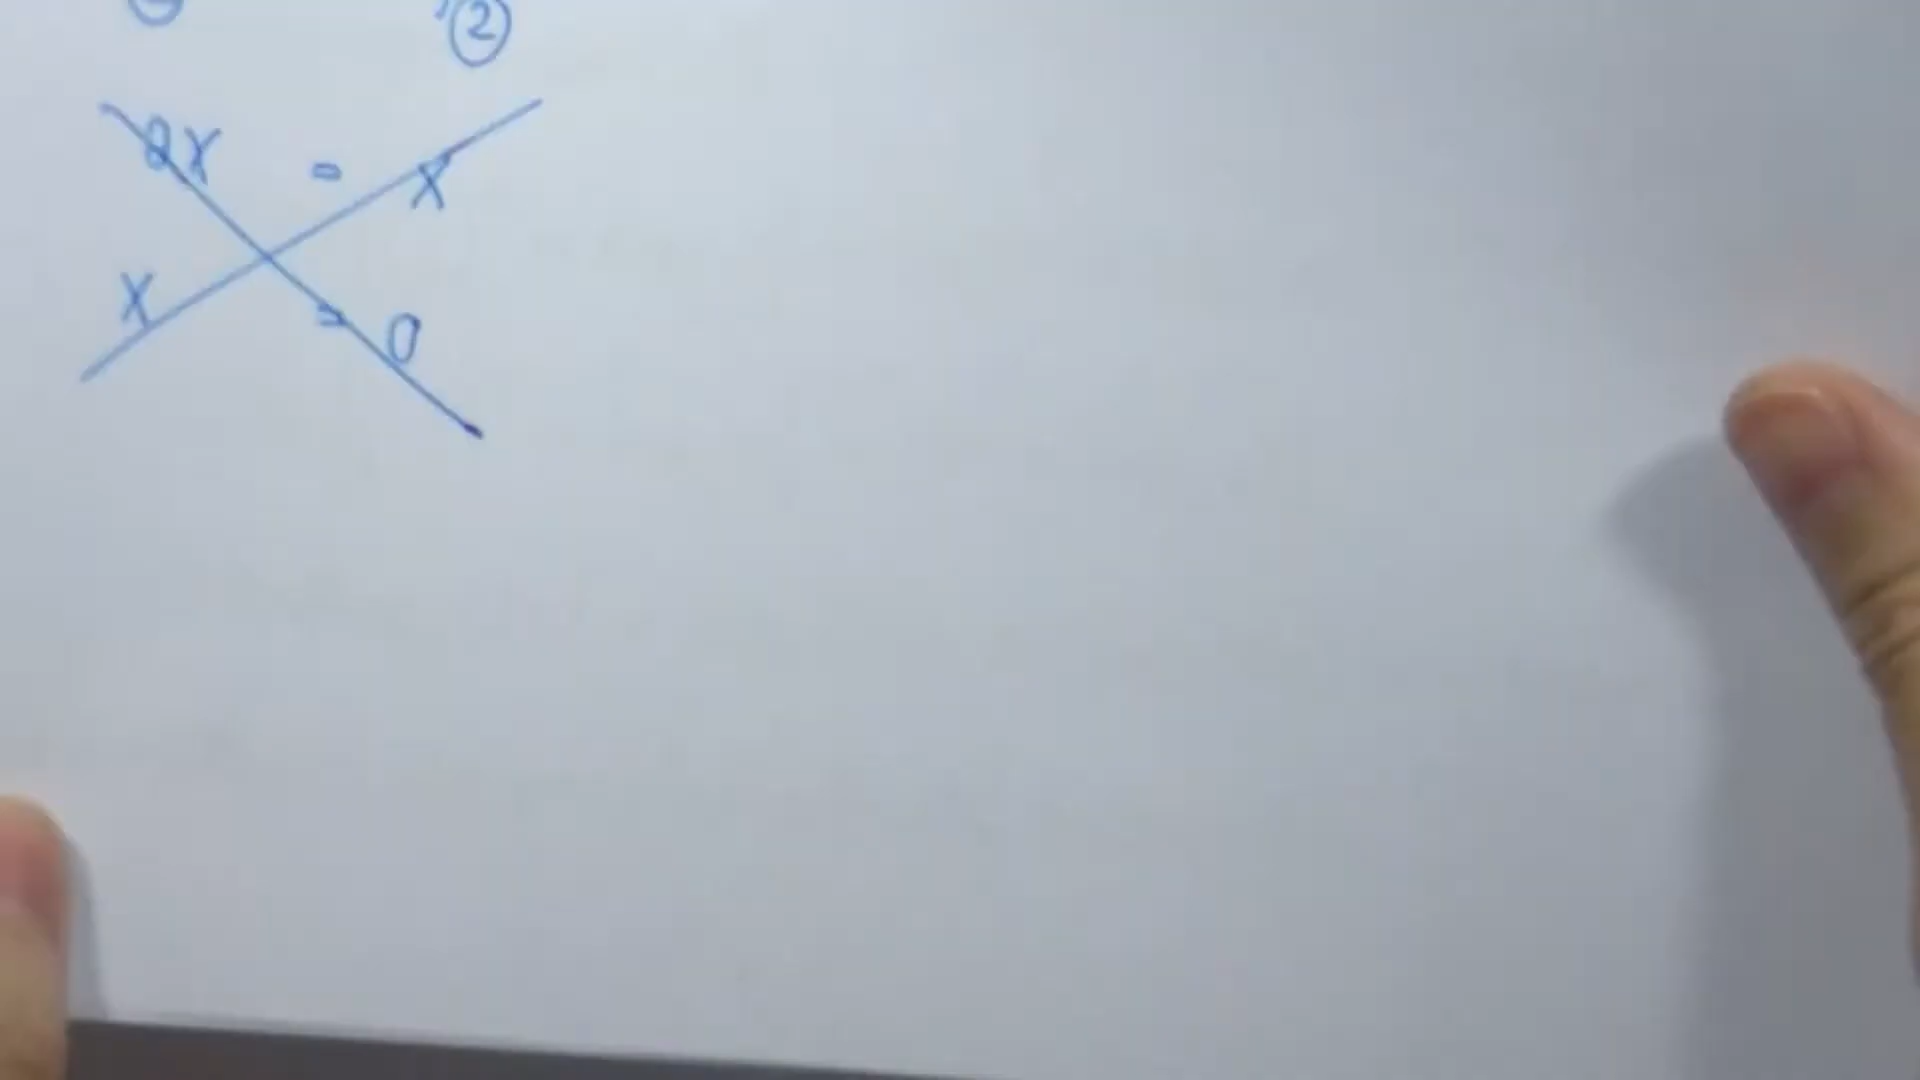 ②
2X = X
X = 0